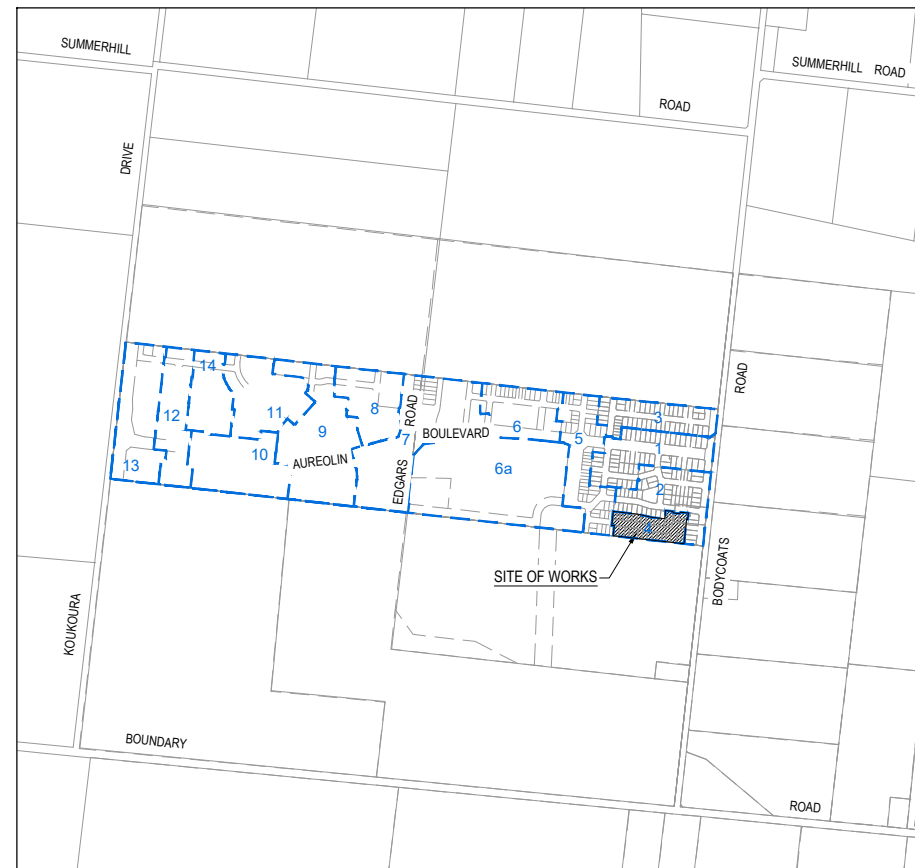 SUMMERHILL
SUMMERHILL ROAD
ROAD
DRIVE
ROAD
14
12
11
8
9
10
13
AUREOLIN
7
EDGARS
ROAD
BOULEVARD
6
6a
5
3
1
2
4
SITE OF WORKS
BODYCOATS
KOUKOURA
BOUNDARY
ROAD